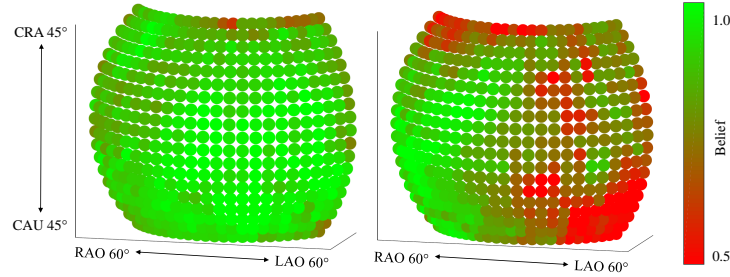 CRA 45°
CAU 45°
RAO 60°
LAO 60°
RAO 60°
LAO 60°
1.0
Belief
0.5